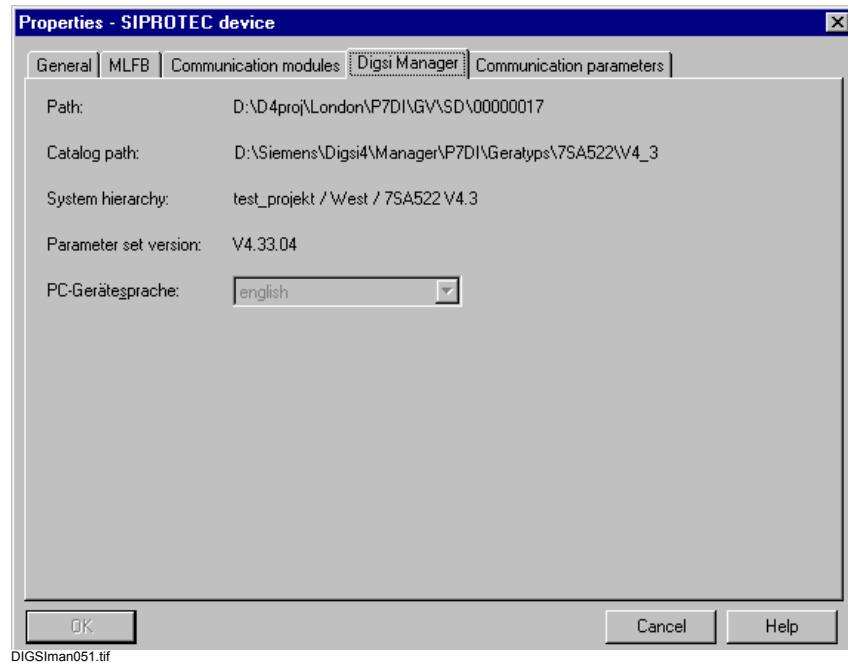 Properties - SIPROTEC device
General MLFB Communication modules Digsi Manager Communication parameters
Path: D:\D4proj\London\P7DI\GV\SD\00000017
Catalog path: D:\Siemens\Digsi4\Manager\P7DI\Geratyps\7SA522\V4_3
System hierarchy: test_projekt / West / 7SA522 V4.3
Parameter set version: V4.33.04
PC-Gerätesprache: english
OK Cancel Help
DIGSIman051.tif